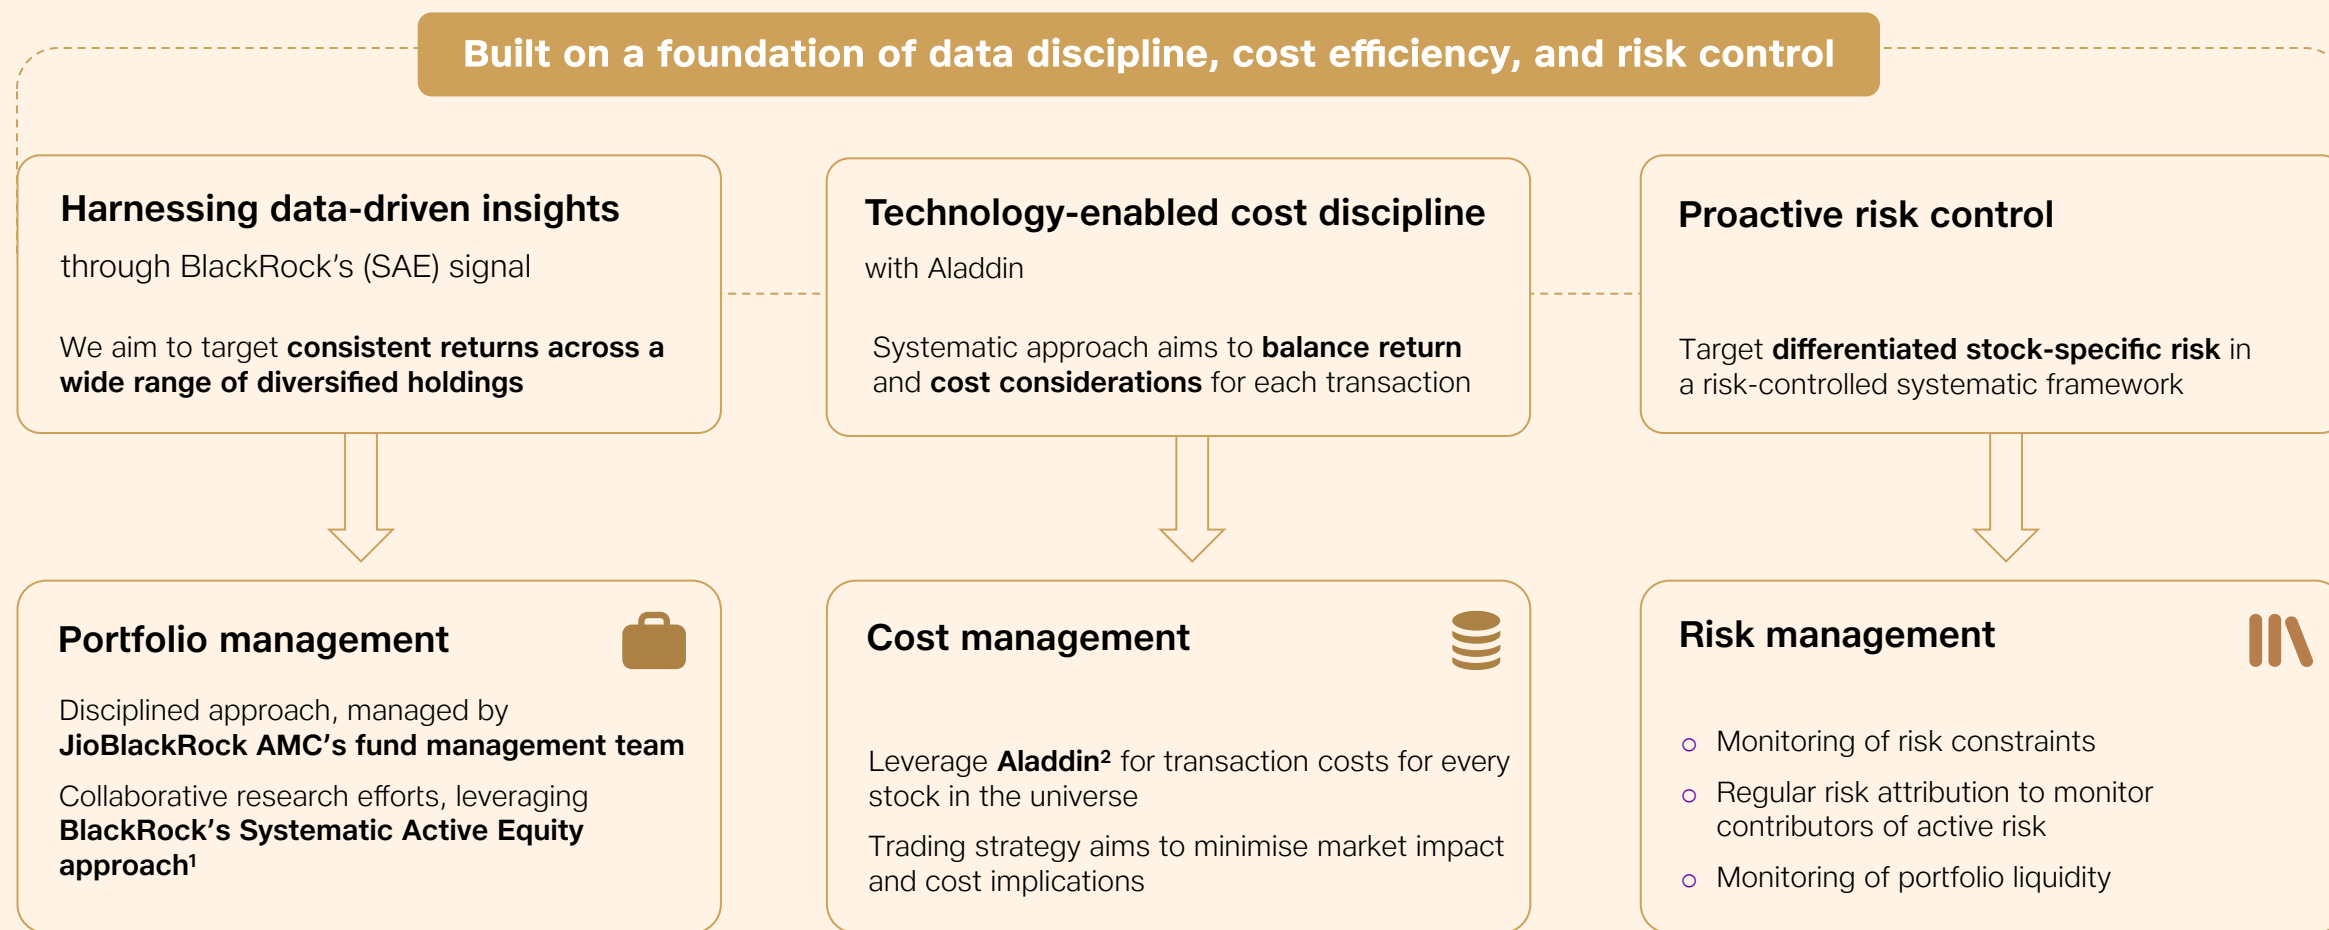 Built on a foundation of data discipline, cost efficiency, and risk control
Harnessing data-driven insights
through BlackRock’s (SAE) signal
We aim to target consistent returns across a
wide range of diversified holdings
Technology-enabled cost discipline
with Aladdin
Systematic approach aims to balance return
and cost considerations for each transaction
Proactive risk control
Target differentiated stock-specific risk in
a risk-controlled systematic framework
Portfolio management
Disciplined approach, managed by
JioBlackRock AMC’s fund management team
Collaborative research efforts, leveraging
BlackRock’s Systematic Active Equity
approach¹
Cost management
Leverage Aladdin² for transaction costs for every
stock in the universe
Trading strategy aims to minimise market impact
and cost implications
Risk management
Monitoring of risk constraints
Regular risk attribution to monitor
contributors of active risk
Monitoring of portfolio liquidity